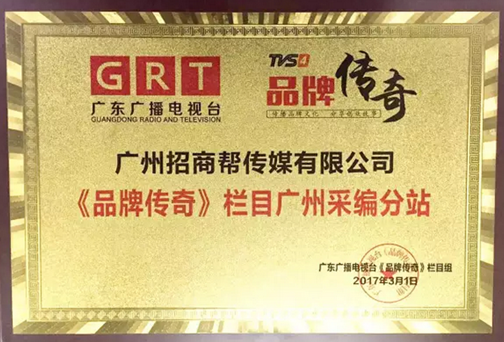 GRT
广东广播电视台
GUANGDONG RADIO AND TELEVISION
TVS4
品牌传奇
传播品牌文化 分享创业故事
广州招商帮传媒有限公司
《品牌传奇》栏目广州采编分站
广东广播电视台《品牌传奇》栏目组
2017年3月1日